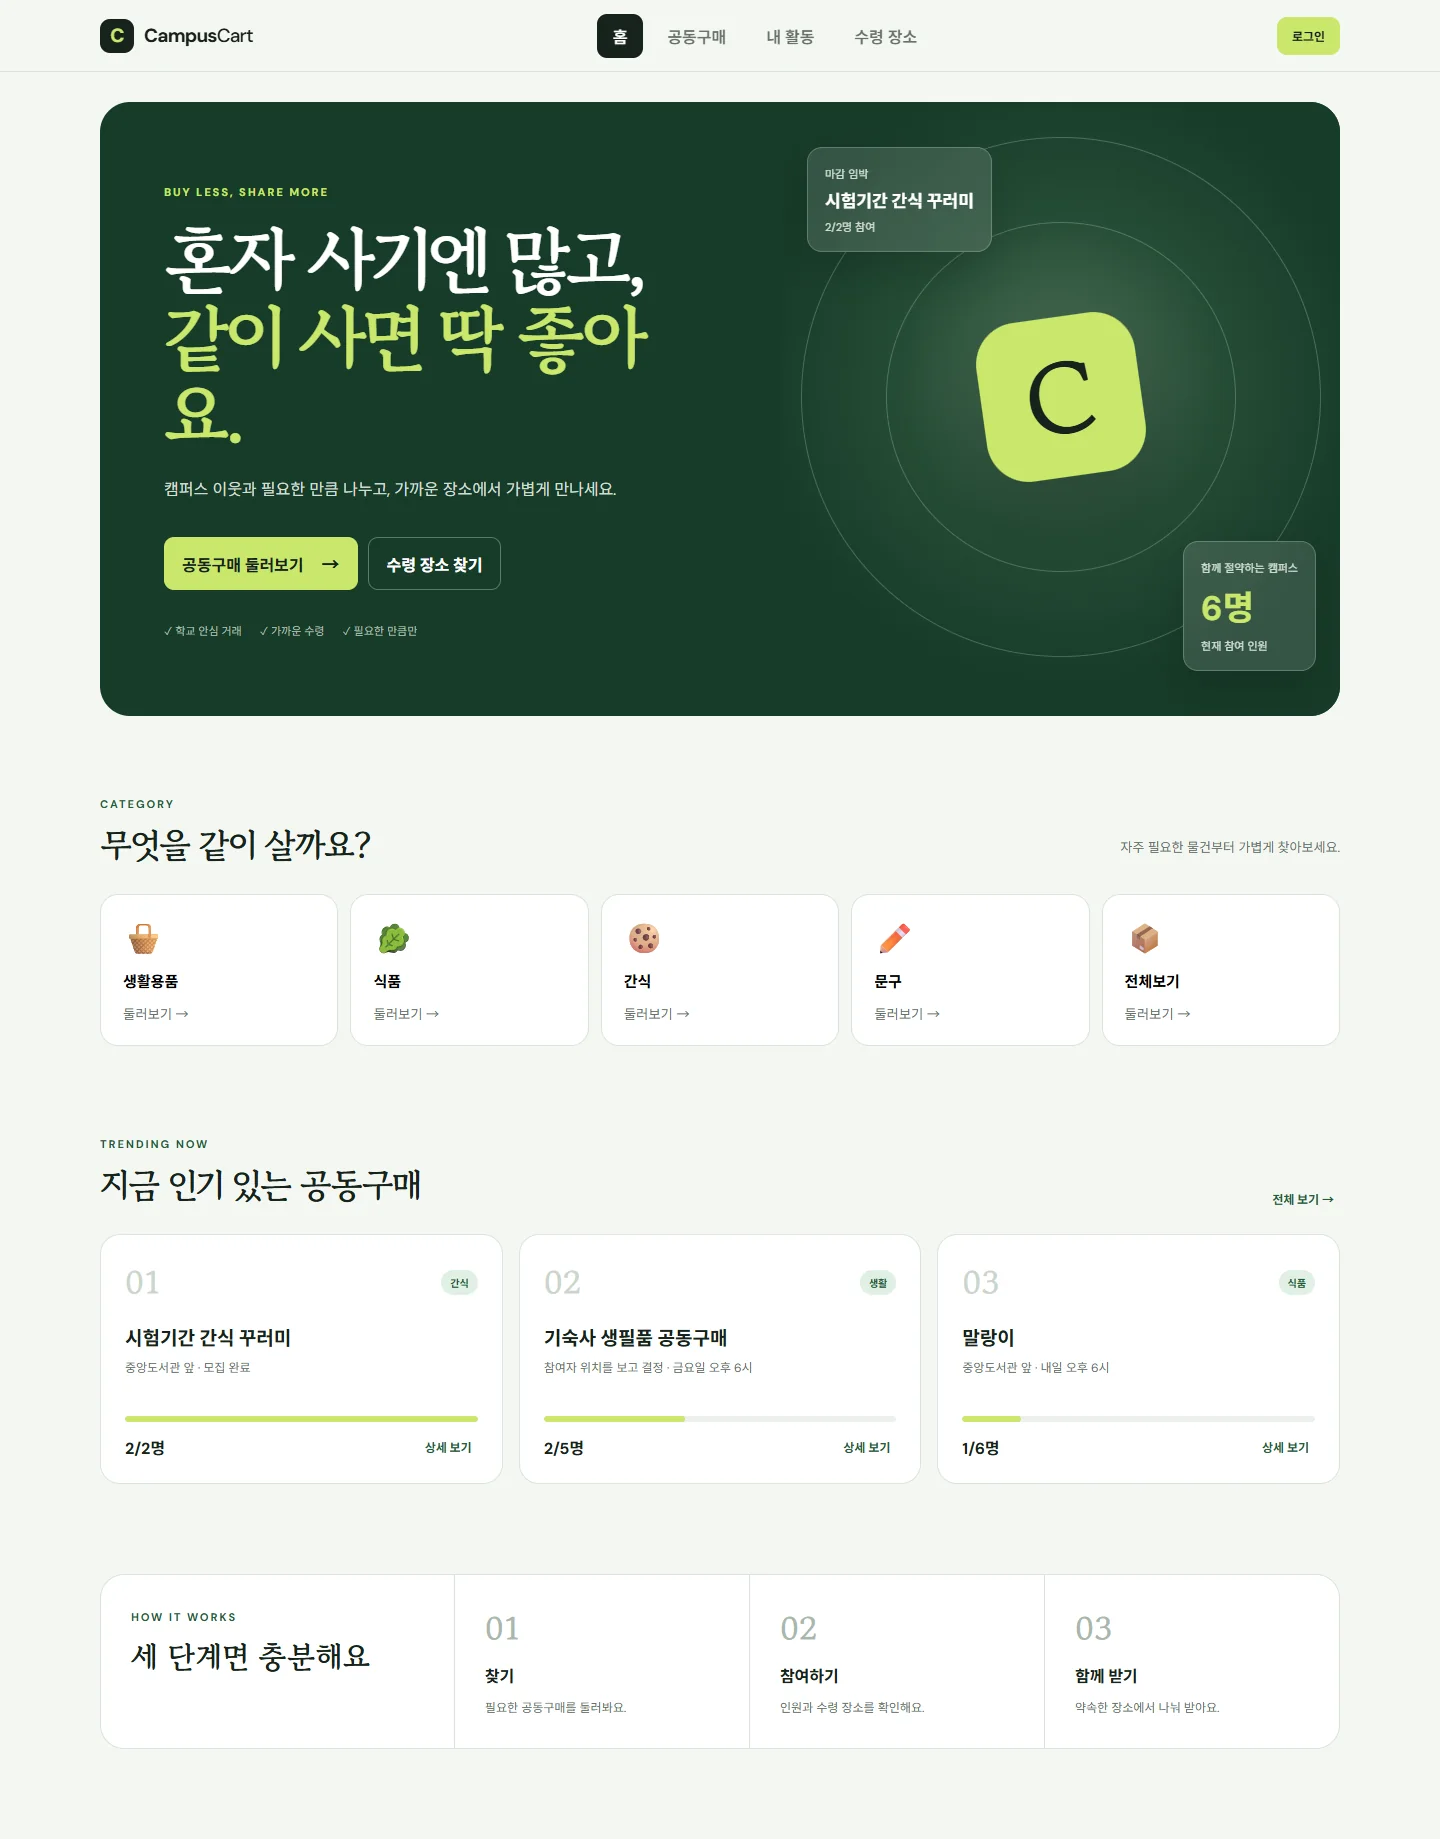 C CampusCart
홈
공동구매
내 활동
수령 장소
로그인
BUY LESS, SHARE MORE
혼자 사기엔 많고,
같이 사면 딱 좋아
요.
캠퍼스 이웃과 필요한 만큼 나누고, 가까운 장소에서 가볍게 만나세요.
공동구매 둘러보기 →
수령 장소 찾기
✓ 학교 안심 거래 ✓ 가까운 수령 ✓ 필요한 만큼만
마감 임박
시험기간 간식 꾸러미
2/2명 참여
C
함께 절약하는 캠퍼스
6명
현재 참여 인원
CATEGORY
무엇을 같이 살까요?
자주 필요한 물건부터 가볍게 찾아보세요.
생활용품
둘러보기 →
식품
둘러보기 →
간식
둘러보기 →
문구
둘러보기 →
전체보기
둘러보기 →
TRENDING NOW
지금 인기 있는 공동구매
전체 보기 →
01
간식
시험기간 간식 꾸러미
중앙도서관 앞 · 모집 완료
2/2명
상세 보기
02
생활
기숙사 생필품 공동구매
참여자 위치를 보고 결정 · 금요일 오후 6시
2/5명
상세 보기
03
식품
말랑이
중앙도서관 앞 · 내일 오후 6시
1/6명
상세 보기
HOW IT WORKS
세 단계면 충분해요
01
찾기
필요한 공동구매를 둘러봐요.
02
참여하기
인원과 수령 장소를 확인해요.
03
함께 받기
약속한 장소에서 나눠 받아요.